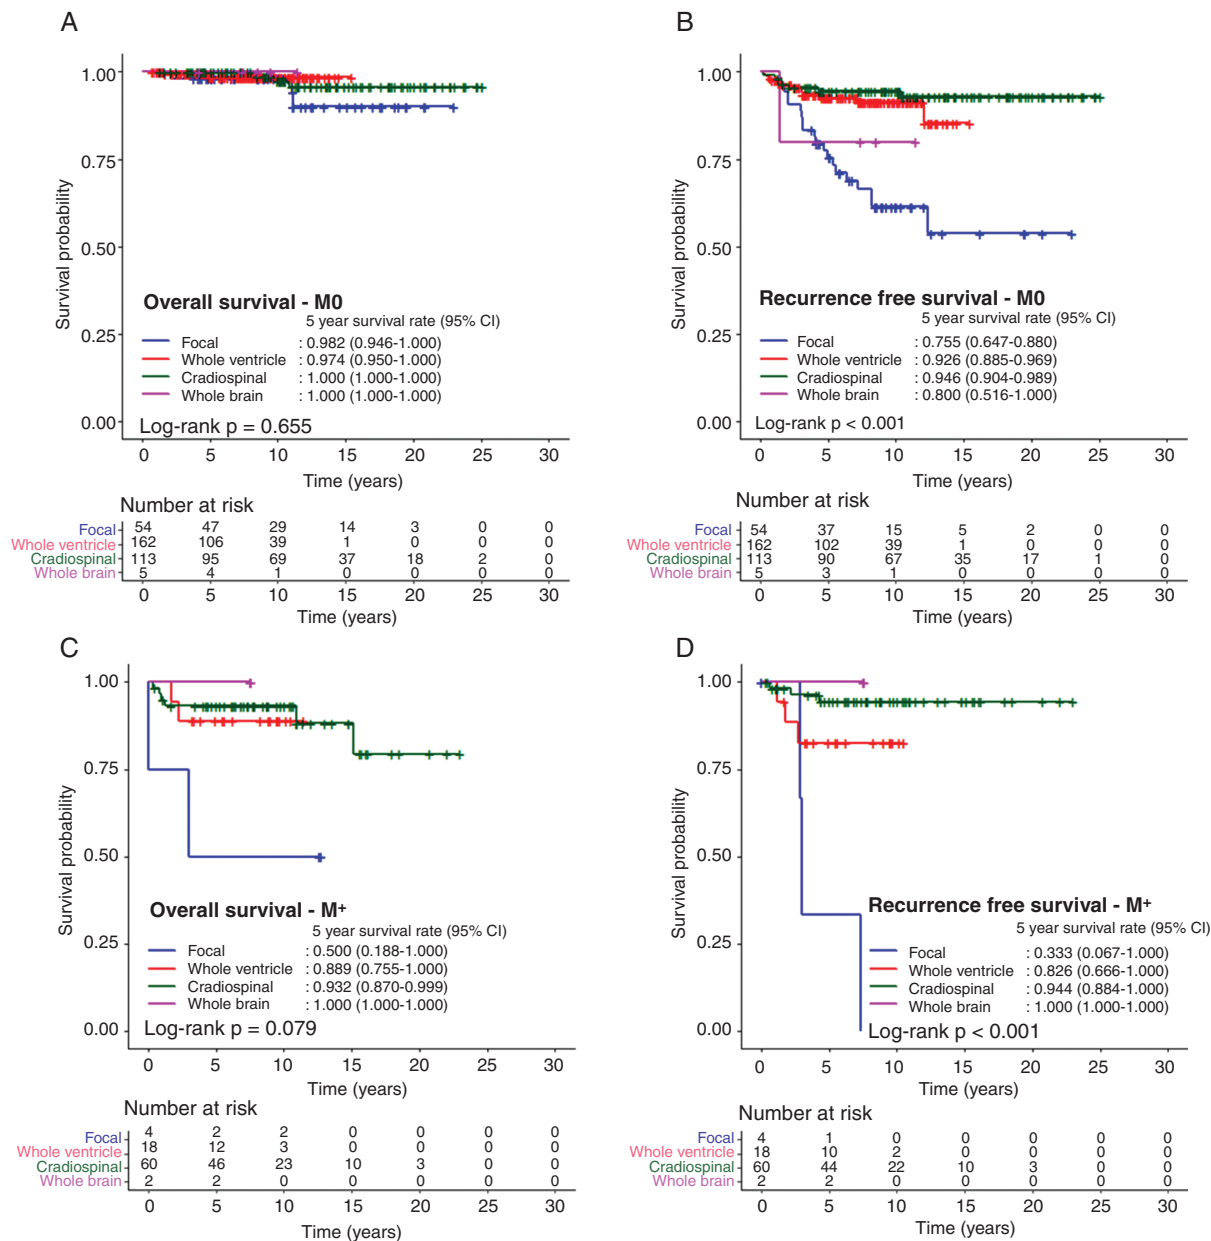 A
1.00
0.75
0.50
0.25
0.00
Survival probability
Overall survival - M0
5 year survival rate (95% CI)
Focal : 0.982 (0.946-1.000)
Whole ventricle : 0.974 (0.950-1.000)
Cradiospinal : 1.000 (1.000-1.000)
Whole brain : 1.000 (1.000-1.000)
Log-rank p = 0.655
0 5 10 15 20 25 30
Time (years)
Number at risk
Focal 54 47 29 14 3 0 0
Whole ventricle 162 106 39 1 0 0 0
Cradiospinal 113 95 69 37 18 2 0
Whole brain 5 4 1 0 0 0 0
0 5 10 15 20 25 30
Time (years)
B
1.00
0.75
0.50
0.25
0.00
Survival probability
Recurrence free survival - M0
5 year survival rate (95% CI)
Focal : 0.755 (0.647-0.880)
Whole ventricle : 0.926 (0.885-0.969)
Cradiospinal : 0.946 (0.904-0.989)
Whole brain : 0.800 (0.516-1.000)
Log-rank p < 0.001
0 5 10 15 20 25 30
Time (years)
Number at risk
Focal 54 37 15 5 2 0 0
Whole ventricle 162 102 39 1 0 0 0
Cradiospinal 113 90 67 35 17 1 0
Whole brain 5 3 1 0 0 0 0
0 5 10 15 20 25 30
Time (years)
C
1.00
0.75
0.50
0.25
0.00
Survival probability
Overall survival - M+
5 year survival rate (95% CI)
Focal : 0.500 (0.188-1.000)
Whole ventricle : 0.889 (0.755-1.000)
Cradiospinal : 0.932 (0.870-0.999)
Whole brain : 1.000 (1.000-1.000)
Log-rank p = 0.079
0 5 10 15 20 25 30
Time (years)
Number at risk
Focal 4 2 2 0 0 0 0
Whole ventricle 18 12 3 0 0 0 0
Cradiospinal 60 46 23 10 3 0 0
Whole brain 2 2 0 0 0 0 0
0 5 10 15 20 25 30
Time (years)
D
1.00
0.75
0.50
0.25
0.00
Survival probability
Recurrence free survival - M+
5 year survival rate (95% CI)
Focal : 0.333 (0.067-1.000)
Whole ventricle : 0.826 (0.666-1.000)
Cradiospinal : 0.944 (0.884-1.000)
Whole brain : 1.000 (1.000-1.000)
Log-rank p < 0.001
0 5 10 15 20 25 30
Time (years)
Number at risk
Focal 4 1 0 0 0 0 0
Whole ventricle 18 10 2 0 0 0 0
Cradiospinal 60 44 22 10 3 0 0
Whole brain 2 2 0 0 0 0 0
0 5 10 15 20 25 30
Time (years)